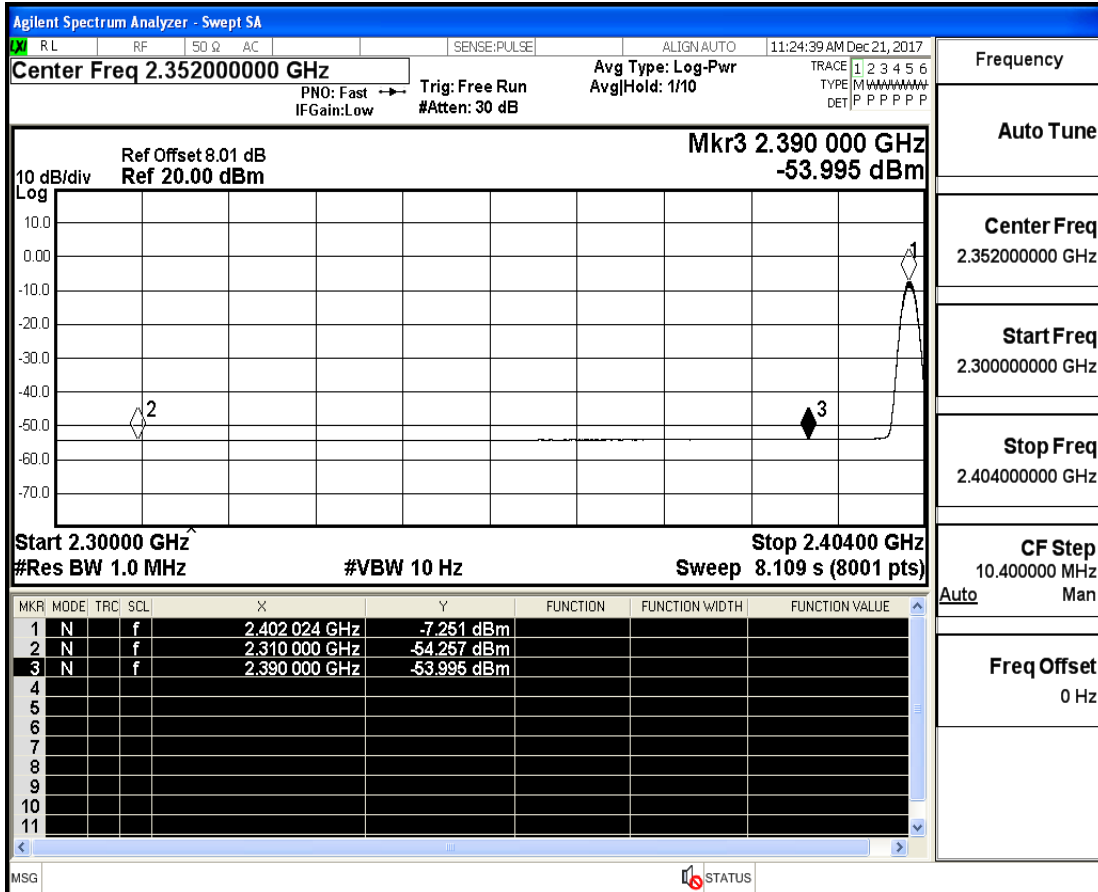 Agilent Spectrum Analyzer - Swept SA
LXI RL RF 50 Ω AC SENSE:PULSE ALIGN AUTO 11:24:39 AM Dec 21, 2017
Center Freq 2.352000000 GHz
PNO: Fast
IFGain:Low
Trig: Free Run
#Atten: 30 dB
Avg Type: Log-Pwr
Avg|Hold: 1/10
TRACE 1 2 3 4 5 6
TYPE M W W W W W
DET P P P P P P
Ref Offset 8.01 dB
10 dB/div Ref 20.00 dBm
Log
Mkr3 2.390 000 GHz
-53.995 dBm
10.0
0.00
-10.0
-20.0
-30.0
-40.0
-50.0
-60.0
-70.0
1
2
3
Start 2.30000 GHz Stop 2.40400 GHz
#Res BW 1.0 MHz #VBW 10 Hz Sweep 8.109 s (8001 pts)
MKR MODE TRC SCL X Y FUNCTION FUNCTION WIDTH FUNCTION VALUE
1 N f 2.402 024 GHz -7.251 dBm
2 N f 2.310 000 GHz -54.257 dBm
3 N f 2.390 000 GHz -53.995 dBm
4
5
6
7
8
9
10
11
MSG STATUS
Frequency
Auto Tune
Center Freq
2.352000000 GHz
Start Freq
2.300000000 GHz
Stop Freq
2.404000000 GHz
CF Step
10.400000 MHz
Auto Man
Freq Offset
0 Hz